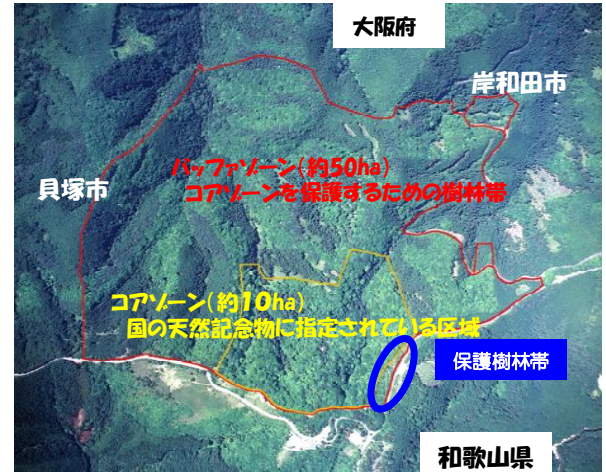 大阪府
岸和田市
バッファゾーン(約50ha)
コアゾーンを保護するための樹林帯
貝塚市
コアゾーン(約10ha)
国の天然記念物に指定されている区域
保護樹林帯
和歌山県